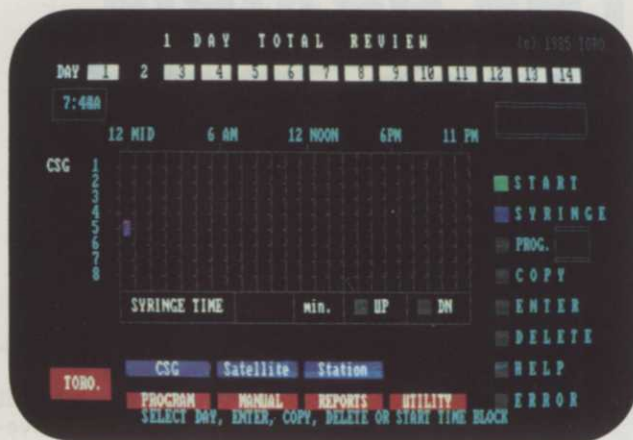 1 DAY TOTAL REVIEW
(c) 1985 TORO
DAY 1 2 3 4 5 6 7 8 9 10 11 12 13 14
7:44A
12 MID 6 AM 12 NOON 6PM 11 PM
CSG 1
2
3
4
5
6
7
8
START
SYRINGE
PROG.
COPY
ENTER
DELETE
HELP
ERROR
SYRINGE TIME min. UP DN
CSG Satellite Station
TORO.
PROGRAM MANUAL REPORTS UTILITY
SELECT DAY, ENTER, COPY, DELETE OR START TIME BLOCK